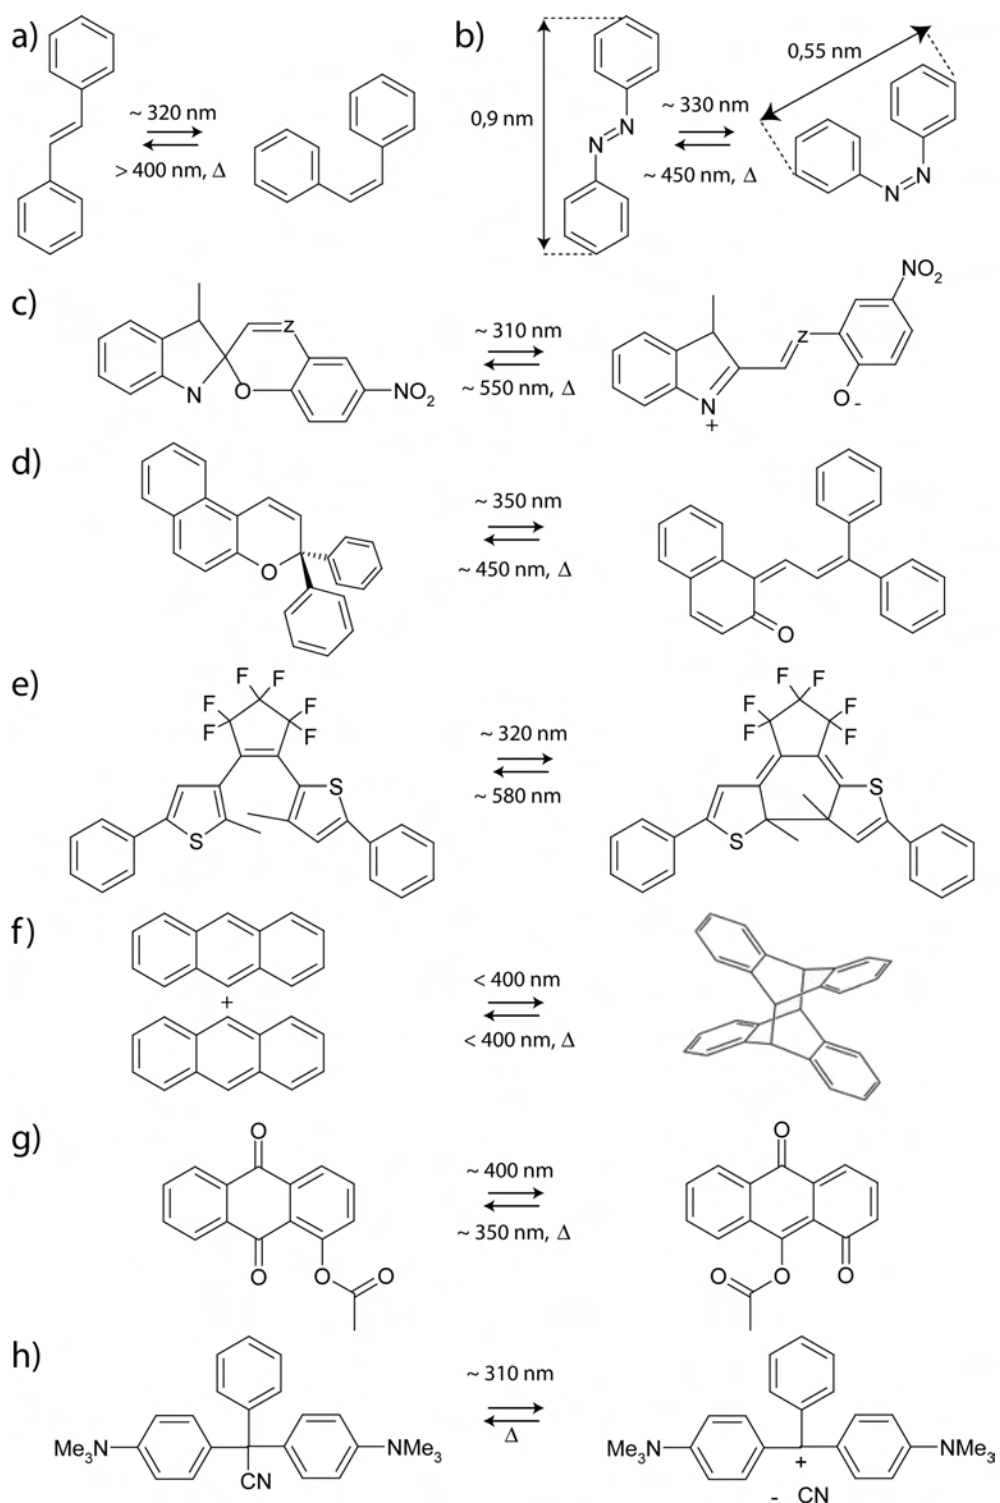 a)
~ 320 nm
> 400 nm, Δ
b)
0,9 nm
N
N
~ 330 nm
~ 450 nm, Δ
0,55 nm
N
N
c)
N
O
Z
NO2
~ 310 nm
~ 550 nm, Δ
N
+
Z
NO2
O
-
d)
O
~ 350 nm
~ 450 nm, Δ
O
e)
F
F
F
F
F
F
S
S
~ 320 nm
~ 580 nm
F
F
F
F
F
F
S
S
f)
+
< 400 nm
< 400 nm, Δ
g)
O
O
O
O
~ 400 nm
~ 350 nm, Δ
O
O
O
O
h)
Me3N
CN
NMe3
~ 310 nm
Δ
Me3N
+
NMe3
- CN